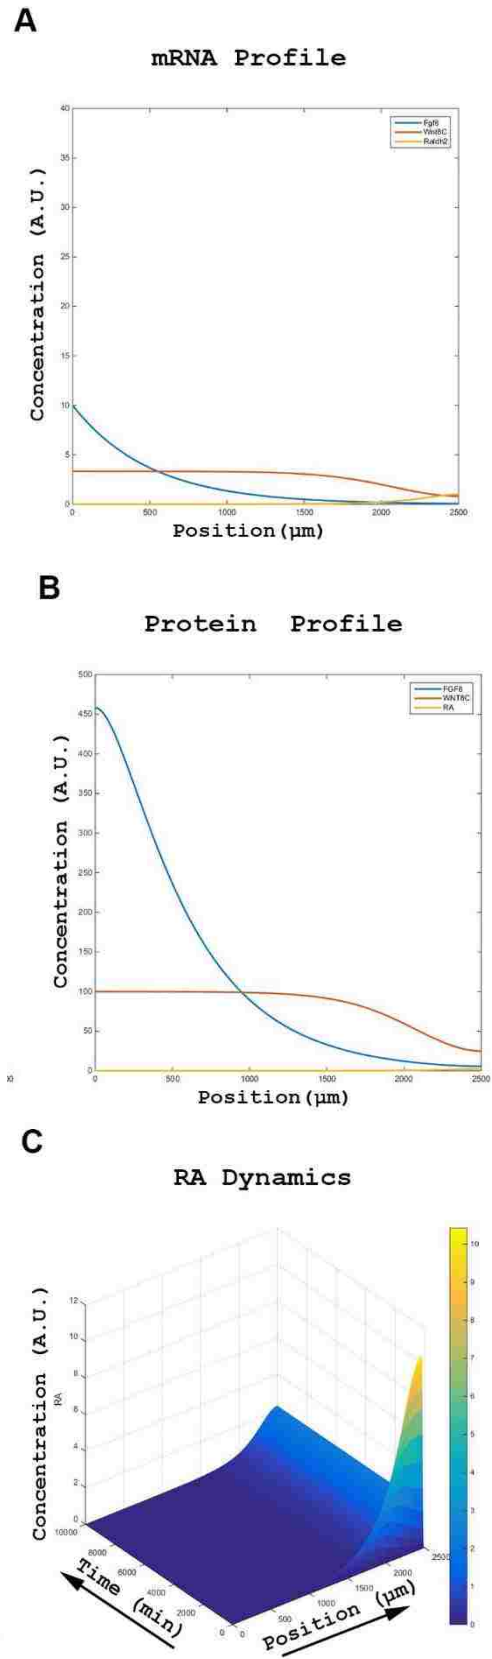 A
mRNA Profile
Fgf8
Wnt8C
Raldh2
40
35
30
25
20
15
10
5
0
Concentration (A.U.)
0 500 1000 1500 2000 2500
Position(μm)
B
Protein Profile
FGF8
WNT8C
RA
500
450
400
350
300
250
200
150
100
50
0
Concentration (A.U.)
0 500 1000 1500 2000 2500
Position(μm)
C
RA Dynamics
12
10
8
6
4
2
0
Concentration (A.U.)
RA
10000
8000
6000
4000
2000
0
Time (min)
0
500
1000
1500
2000
2500
Position (μm)
10
9
8
7
6
5
4
3
2
1
0